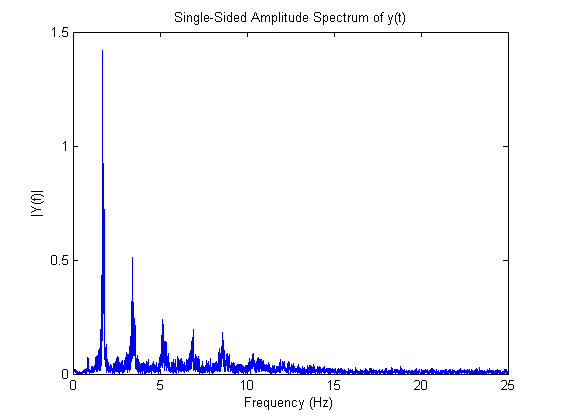 Single-Sided Amplitude Spectrum of y(t)
1.5
1
0.5
0
|Y(f)|
0 5 10 15 20 25
Frequency (Hz)